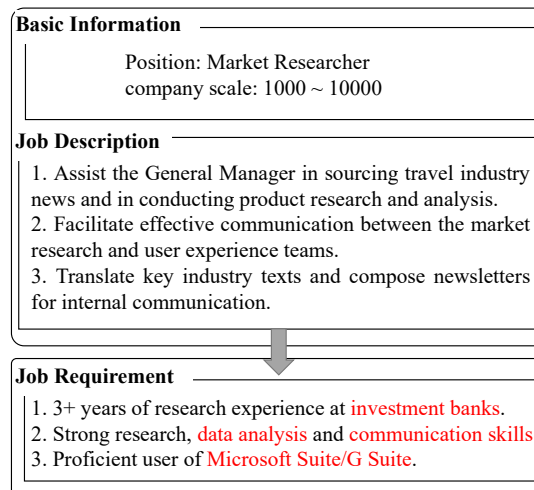 Basic Information
Position: Market Researcher
company scale: 1000 ~ 10000
Job Description
1. Assist the General Manager in sourcing travel industry
news and in conducting product research and analysis.
2. Facilitate effective communication between the market
research and user experience teams.
3. Translate key industry texts and compose newsletters
for internal communication.
Job Requirement
1. 3+ years of research experience at investment banks.
2. Strong research, data analysis and communication skills
3. Proficient user of Microsoft Suite/G Suite.